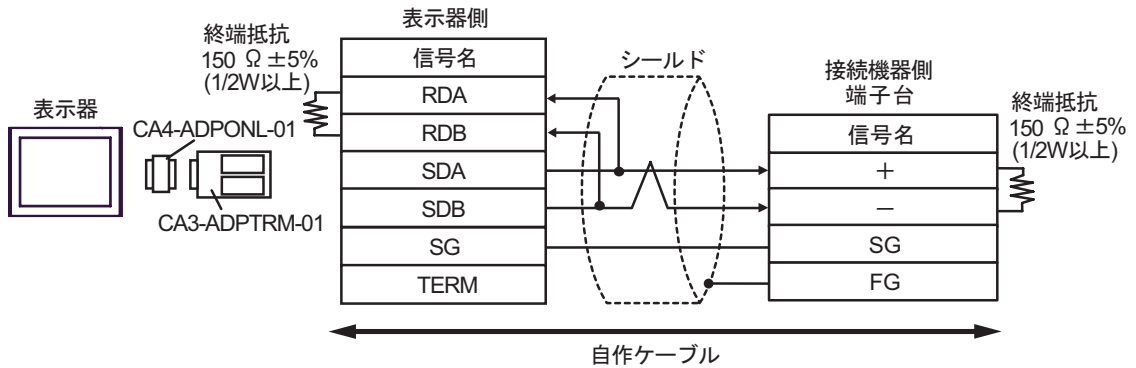 表示器
CA4-ADPONL-01
CA3-ADPTRM-01
終端抵抗
150 Ω ±5%
(1/2W以上)
表示器側
信号名
RDA
RDB
SDA
SDB
SG
TERM
シールド
接続機器側
端子台
信号名
+
−
SG
FG
終端抵抗
150 Ω ±5%
(1/2W以上)
自作ケーブル